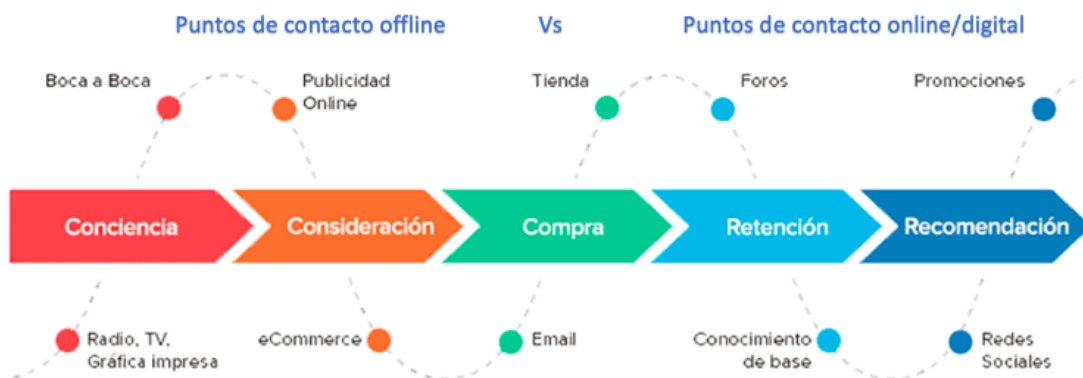 Puntos de contacto offline Vs Puntos de contacto online/digital
Boca a Boca
Publicidad
Online
Tienda
Foros
Promociones
Conciencia
Consideración
Compra
Retención
Recomendación
Radio, TV,
Gráfica impresa
eCommerce
Email
Conocimiento
de base
Redes
Sociales